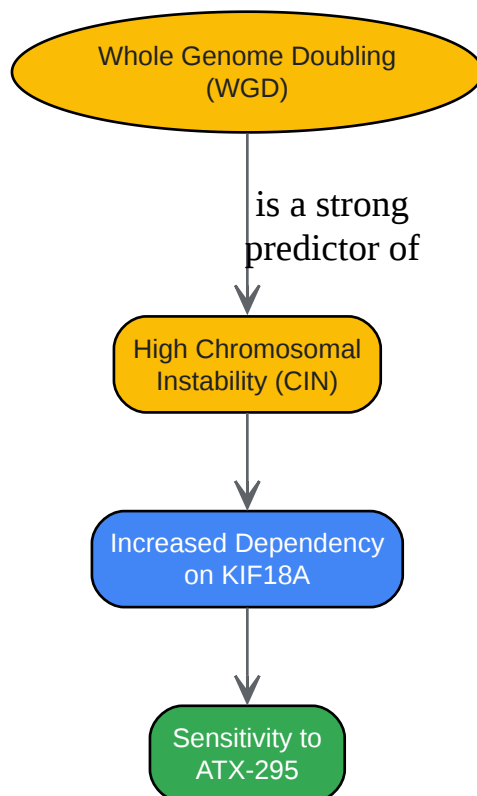 Whole Genome Doubling
(WGD)
is a strong
predictor of
High Chromosomal
Instability (CIN)
Increased Dependency
on KIF18A
Sensitivity to
ATX-295